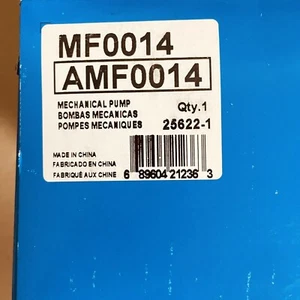 MF0014
AMF0014
MECHANICAL PUMP
BOMBAS MECANICAS
POMPES MECANIQUES
Qty.1
25622-1
MADE IN CHINA
FABRICADO EN CHINA
FABRIQUÉ AUX CHINE
6 89604 21236 3